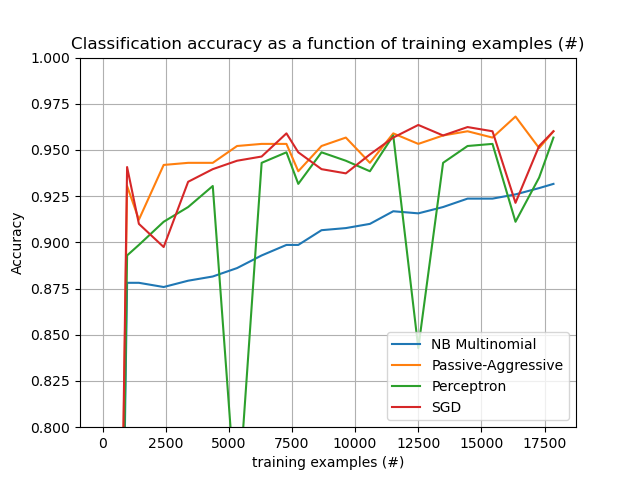 Classification accuracy as a function of training examples (#)
1.000
0.975
0.950
0.925
0.900
0.875
0.850
0.825
0.800
Accuracy
NB Multinomial
Passive-Aggressive
Perceptron
SGD
0 2500 5000 7500 10000 12500 15000 17500
training examples (#)